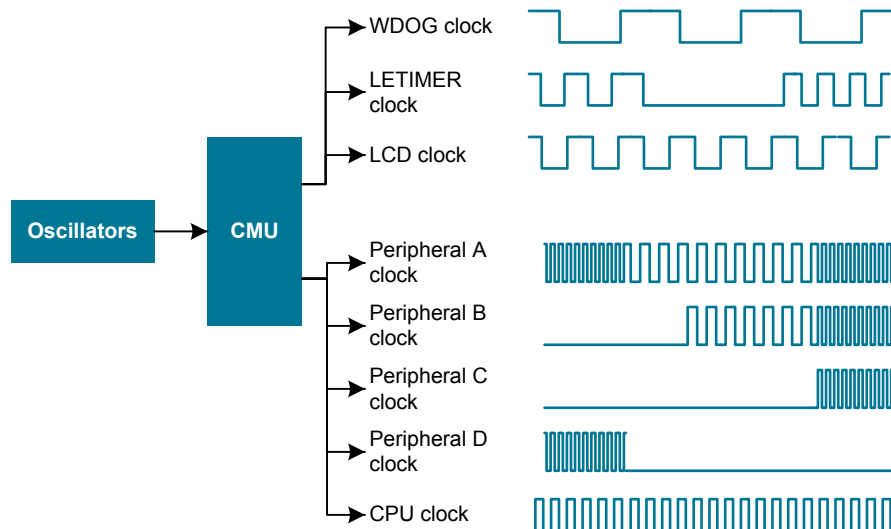 WDOG clock
LETIMER
clock
LCD clock
Oscillators
CMU
Peripheral A
clock
Peripheral B
clock
Peripheral C
clock
Peripheral D
clock
CPU clock